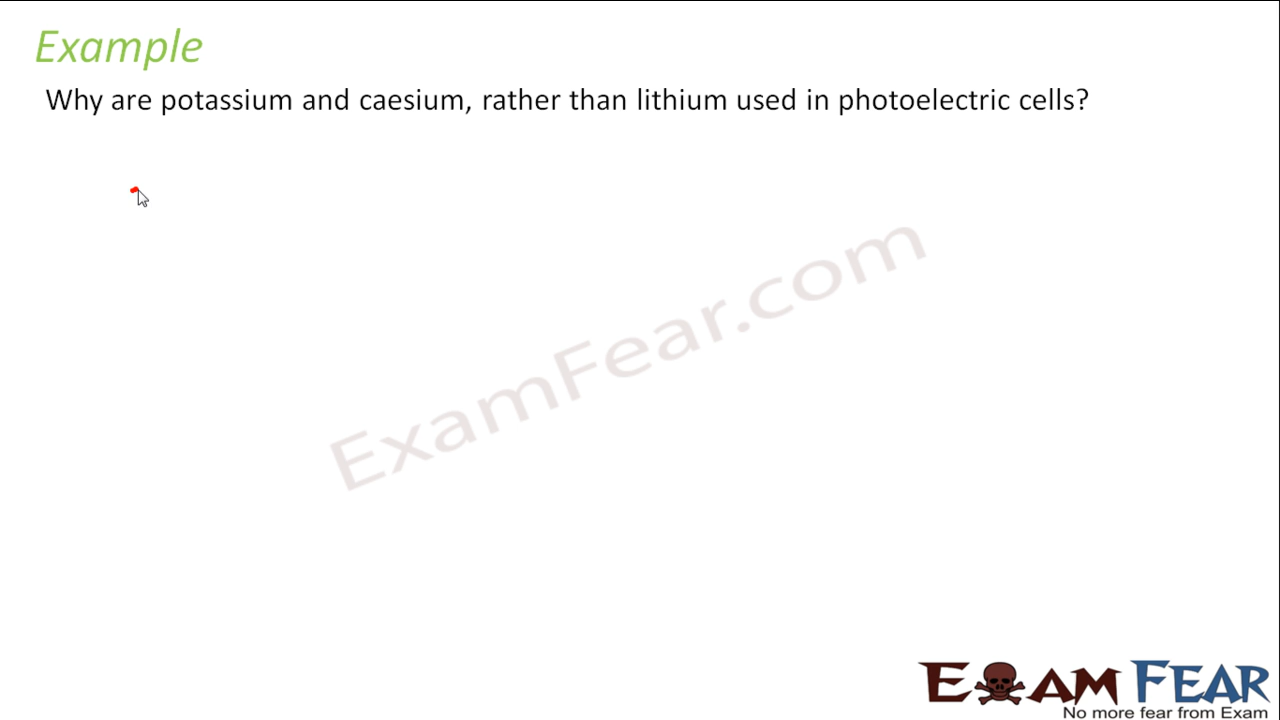 Example
Why are potassium and caesium, rather than lithium used in photoelectric cells?
ExamFear.com
EXAM FEAR
No more fear from Exam